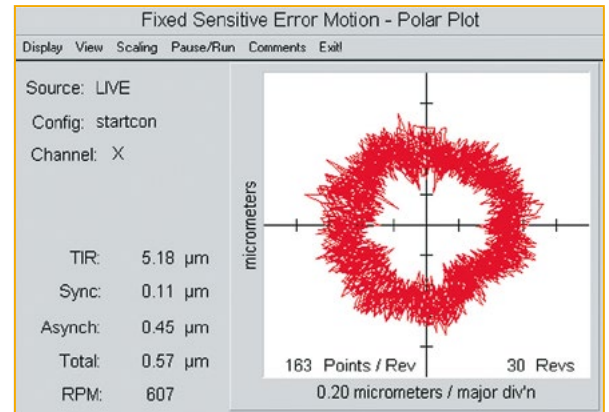 Fixed Sensitive Error Motion - Polar Plot
Display View Scaling Pause/Run Comments Exit!
Source: LIVE
Config: startcon
Channel: X
micrometers
TIR: 5.18 µm
Sync: 0.11 µm
Asynch: 0.45 µm
Total: 0.57 µm
RPM: 607
163 Points / Rev 30 Revs
0.20 micrometers / major div'n